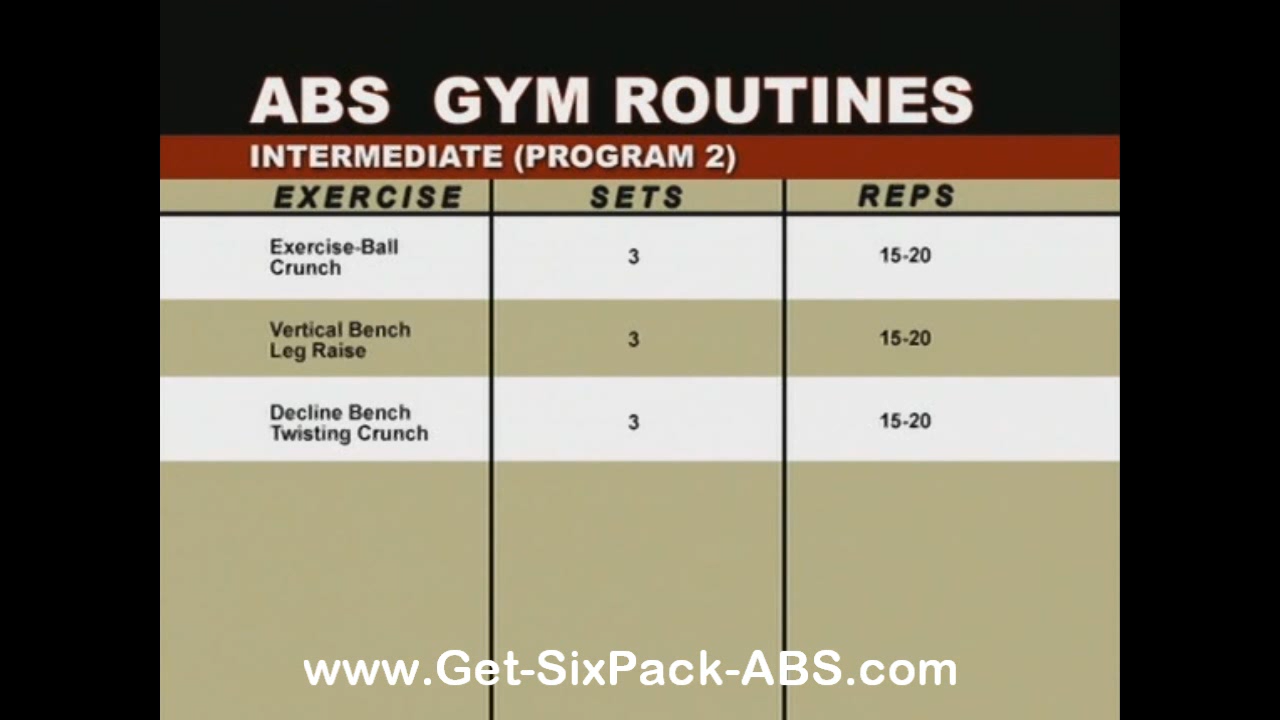 ABS GYM ROUTINES
INTERMEDIATE (PROGRAM 2)
EXERCISE SETS REPS
Exercise-Ball
Crunch
3
15-20
Vertical Bench
Leg Raise
3
15-20
Decline Bench
Twisting Crunch
3
15-20
www.Get-SixPack-ABS.com